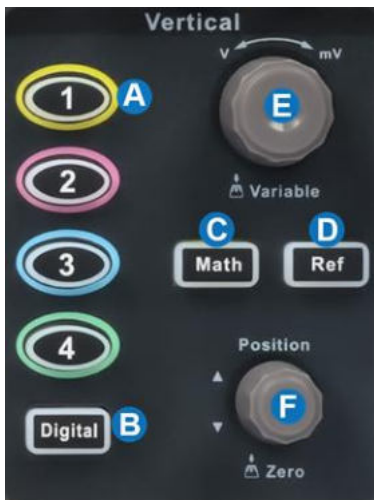 Vertical
V mV
1 A
E
2
Variable
C D
3 Math Ref
4
Position
F
Digital B
Zero